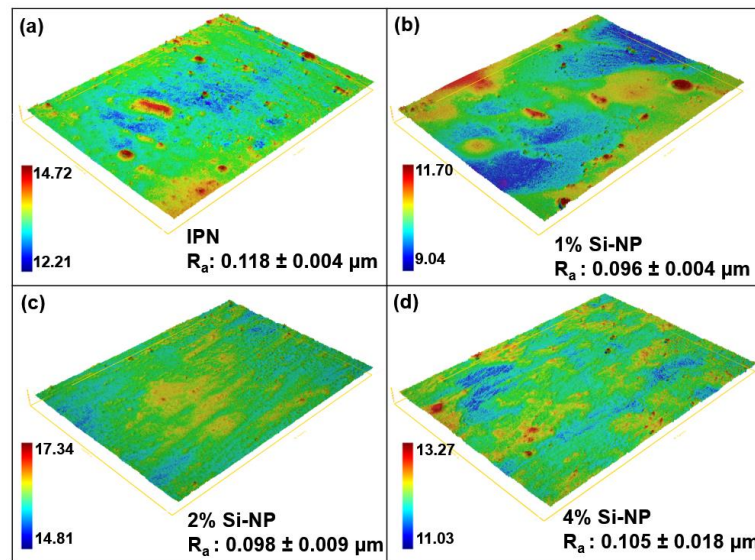 (a)
14.72
12.21
IPN
Rₐ: 0.118 ± 0.004 µm
(b)
11.70
9.04
1% Si-NP
Rₐ: 0.096 ± 0.004 µm
(c)
17.34
14.81
2% Si-NP
Rₐ : 0.098 ± 0.009 µm
(d)
13.27
11.03
4% Si-NP
Rₐ : 0.105 ± 0.018 µm